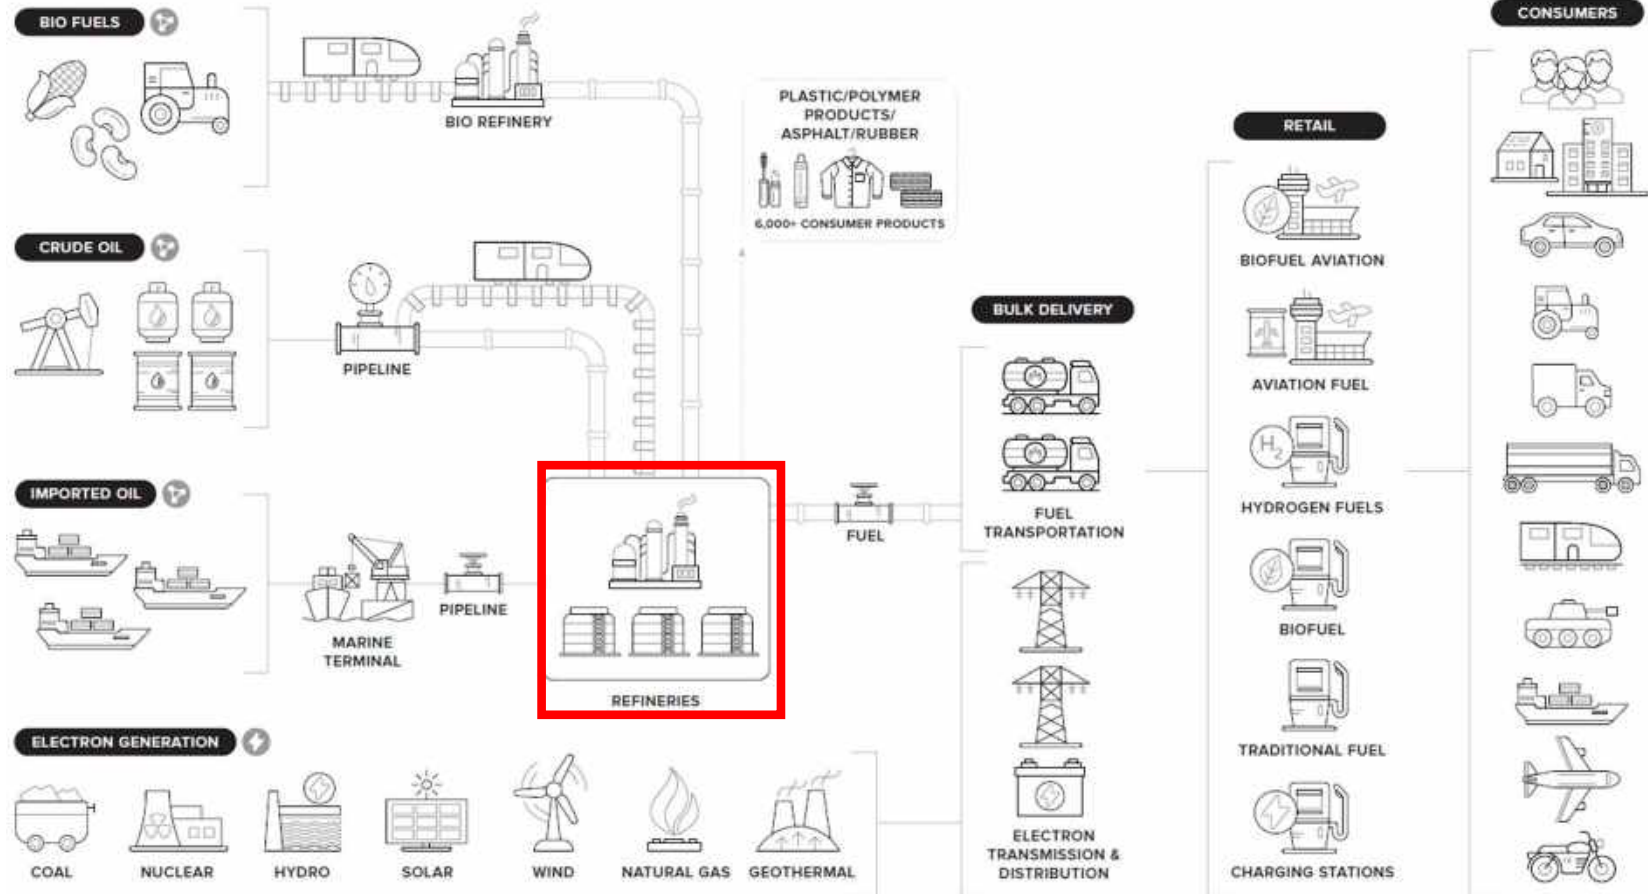 BIO FUELS
BIO REFINERY
PLASTIC/POLYMER
PRODUCTS/
ASPHALT/RUBBER
6,000+ CONSUMER PRODUCTS
CRUDE OIL
PIPELINE
IMPORTED OIL
MARINE
TERMINAL
PIPELINE
REFINERIES
FUEL
ELECTRON GENERATION
COAL
NUCLEAR
HYDRO
SOLAR
WIND
NATURAL GAS
GEOTHERMAL
BULK DELIVERY
FUEL
TRANSPORTATION
ELECTRON
TRANSMISSION &
DISTRIBUTION
RETAIL
BIOFUEL AVIATION
AVIATION FUEL
H2
HYDROGEN FUELS
BIOFUEL
TRADITIONAL FUEL
CHARGING STATIONS
CONSUMERS